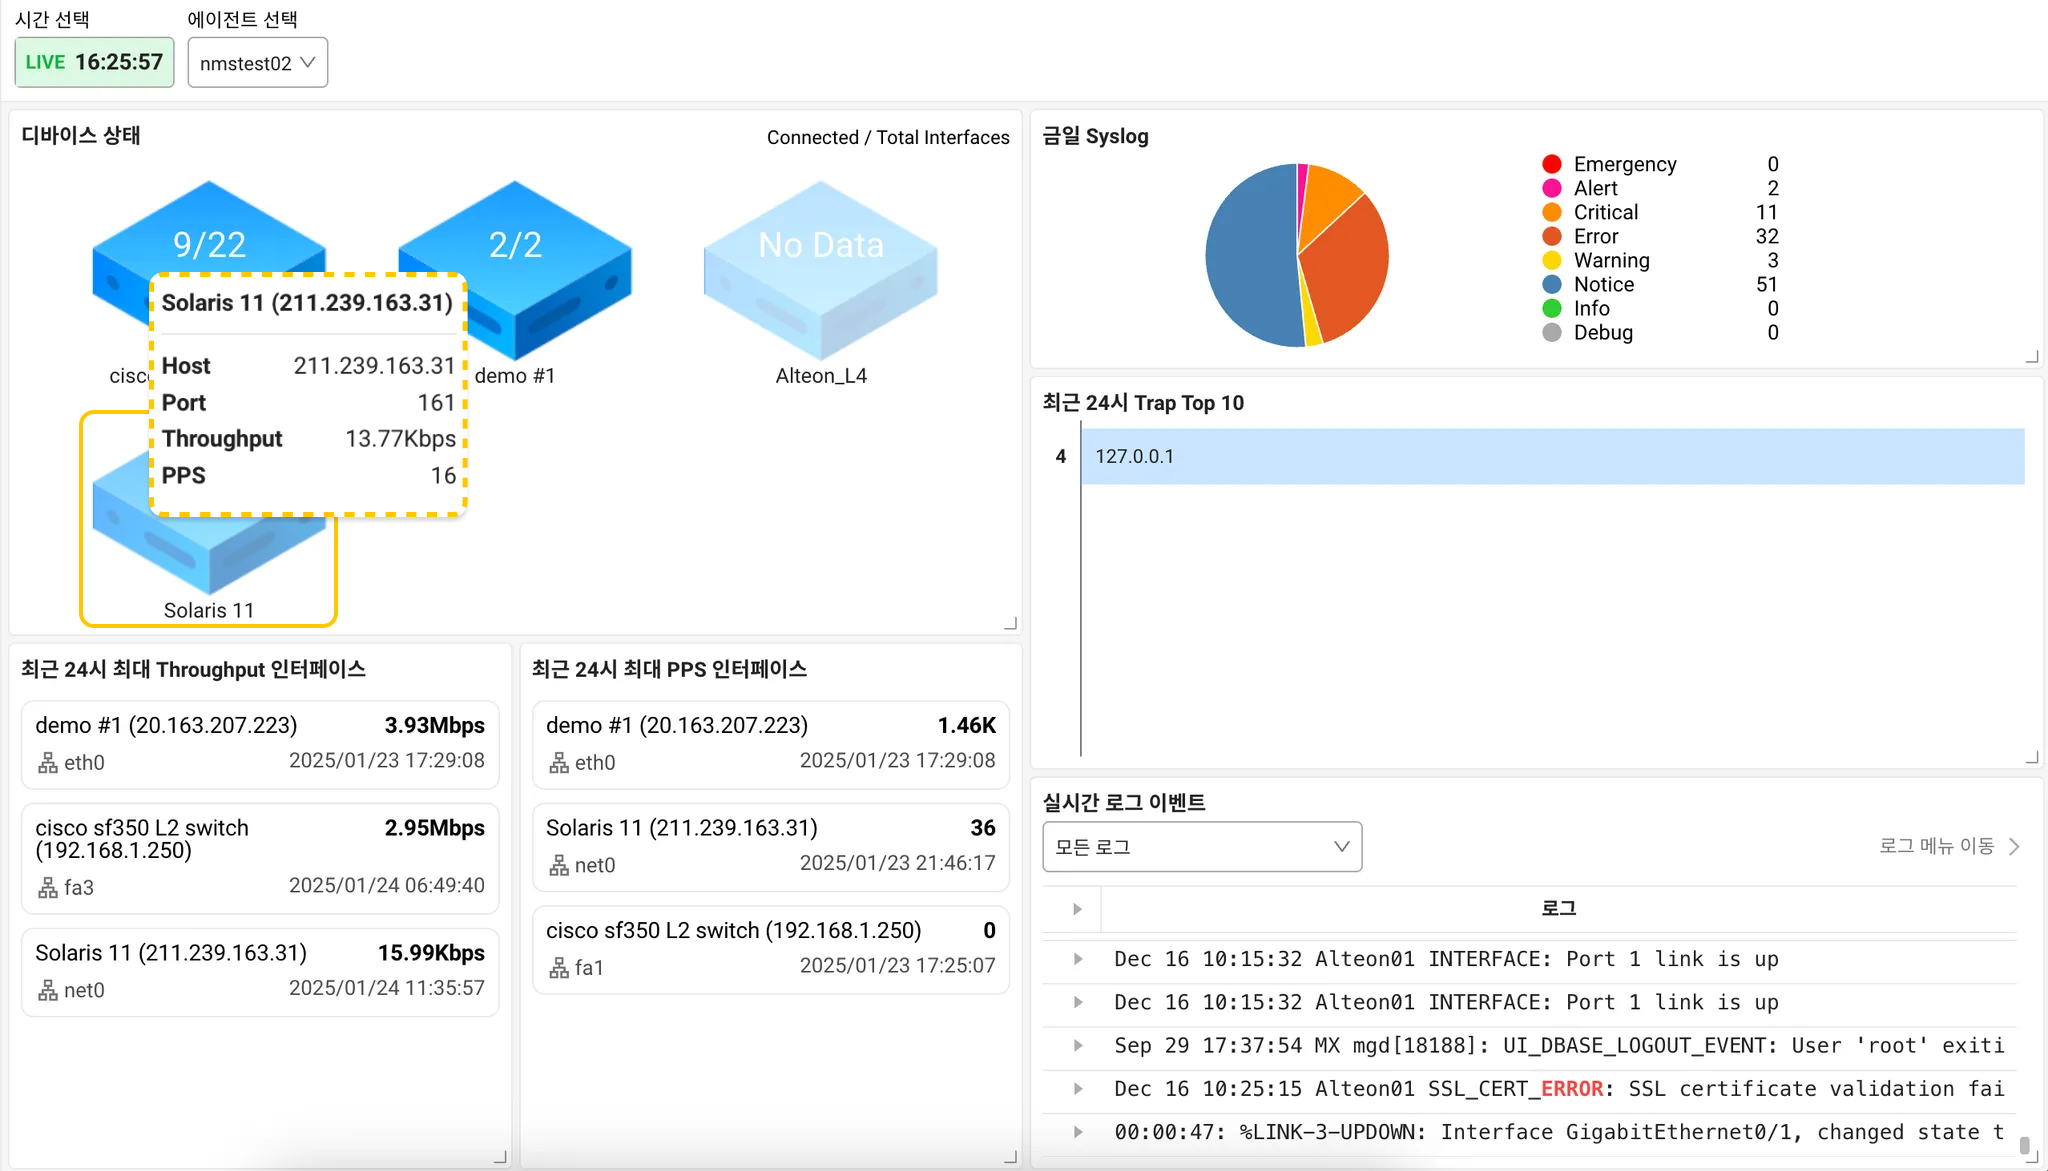 시간 선택
에이전트 선택
LIVE 16:25:57
nmstest02
디바이스 상태
Connected / Total Interfaces
9/22
2/2
No Data
cisc
demo #1
Alteon_L4
Solaris 11 (211.239.163.31)
Host 211.239.163.31
Port 161
Throughput 13.77Kbps
PPS 16
Solaris 11
금일 Syslog
Emergency 0
Alert 2
Critical 11
Error 32
Warning 3
Notice 51
Info 0
Debug 0
최근 24시 Trap Top 10
4 127.0.0.1
최근 24시 최대 Throughput 인터페이스
demo #1 (20.163.207.223) 3.93Mbps
eth0 2025/01/23 17:29:08
cisco sf350 L2 switch 2.95Mbps
(192.168.1.250)
fa3 2025/01/24 06:49:40
Solaris 11 (211.239.163.31) 15.99Kbps
net0 2025/01/24 11:35:57
최근 24시 최대 PPS 인터페이스
demo #1 (20.163.207.223) 1.46K
eth0 2025/01/23 17:29:08
Solaris 11 (211.239.163.31) 36
net0 2025/01/23 21:46:17
cisco sf350 L2 switch (192.168.1.250) 0
fa1 2025/01/23 17:25:07
실시간 로그 이벤트
모든 로그
로그 메뉴 이동
로그
Dec 16 10:15:32 Alteon01 INTERFACE: Port 1 link is up
Dec 16 10:15:32 Alteon01 INTERFACE: Port 1 link is up
Sep 29 17:37:54 MX mgd[18188]: UI_DBASE_LOGOUT_EVENT: User 'root' exiti
Dec 16 10:25:15 Alteon01 SSL_CERT_ERROR: SSL certificate validation fai
00:00:47: %LINK-3-UPDOWN: Interface GigabitEthernet0/1, changed state t